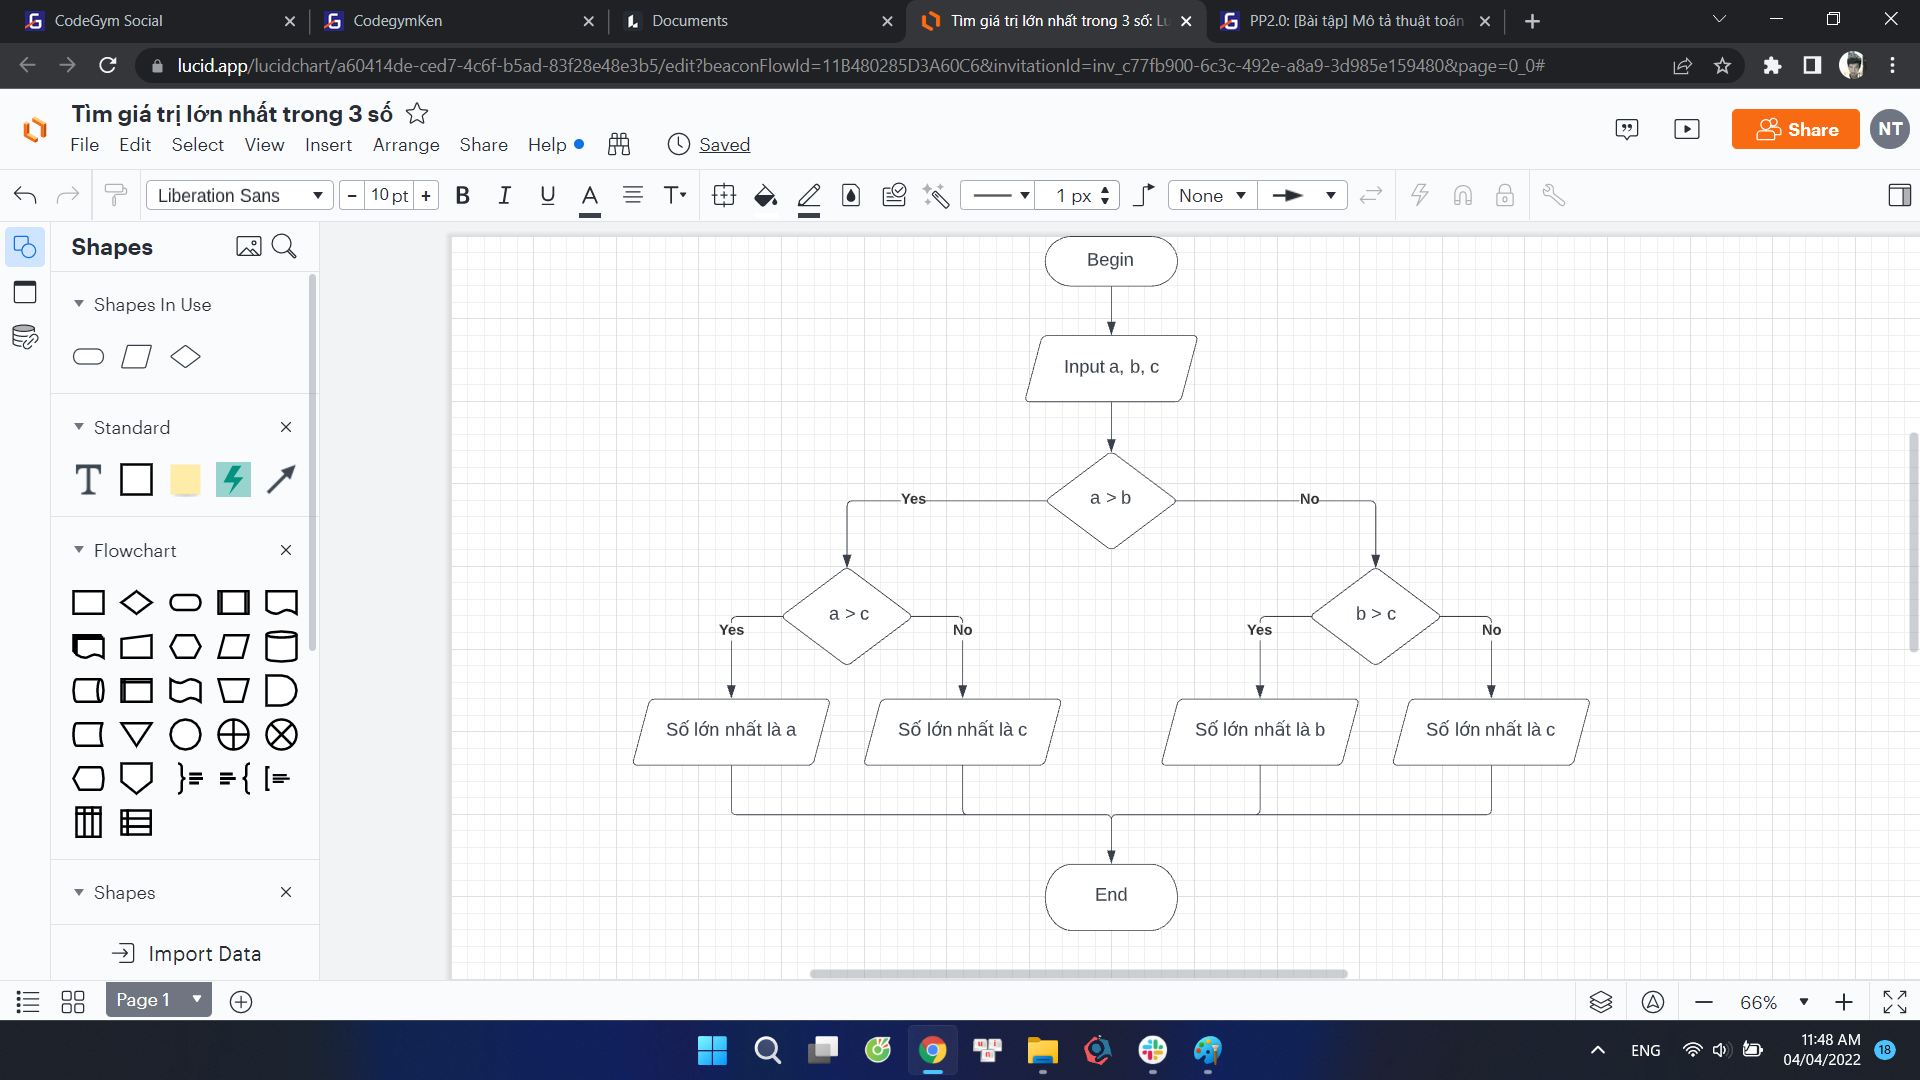 CodeGym Social
CodegymKen
Documents
Tìm giá trị lớn nhất trong 3 số: Lu
PP2.0: [Bài tập] Mô tả thuật toán
lucid.app/lucidchart/a60414de-ced7-4c6f-b5ad-83f28e48e3b5/edit?beaconFlowId=11B480285D3A60C6&invitationId=inv_c77fb900-6c3c-492e-a8a9-3d985e159480&page=0_0#
Tìm giá trị lớn nhất trong 3 số
File Edit Select View Insert Arrange Share Help Saved
Share
NT
Liberation Sans
- 10 pt +
B I U A T
1 px
None
Shapes
Shapes In Use
Standard
T
Flowchart
Shapes
Import Data
Begin
Input a, b, c
a > b
Yes
No
a > c
b > c
Yes
No
Yes
No
Số lớn nhất là a
Số lớn nhất là c
Số lớn nhất là b
Số lớn nhất là c
End
Page 1
66%
ENG
11:48 AM
04/04/2022
18